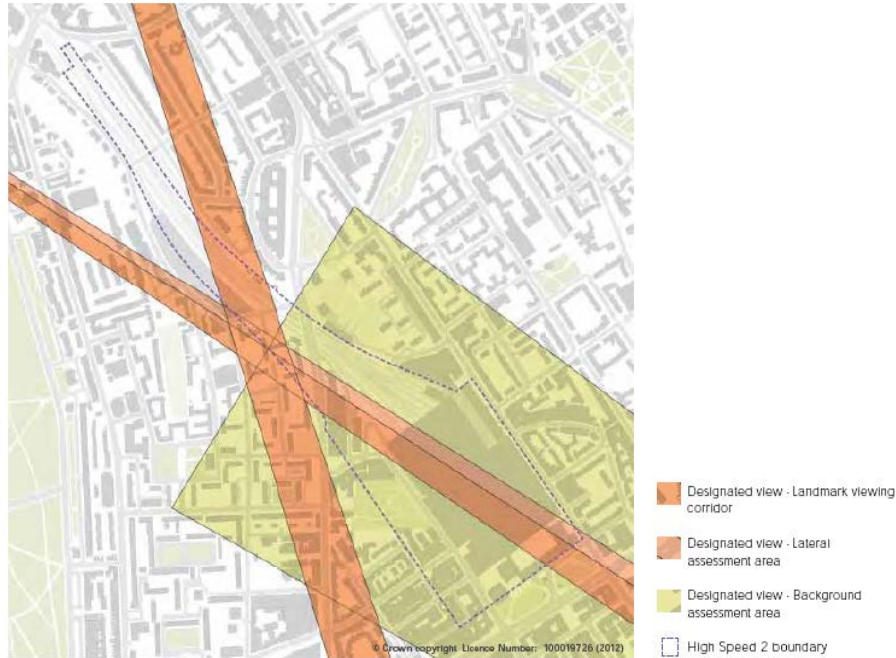 Designated view - Landmark viewing
corridor
Designated view - Lateral
assessment area
Designated view - Background
assessment area
High Speed 2 boundary
© Crown copyright Licence Number: 100019726 (2012)